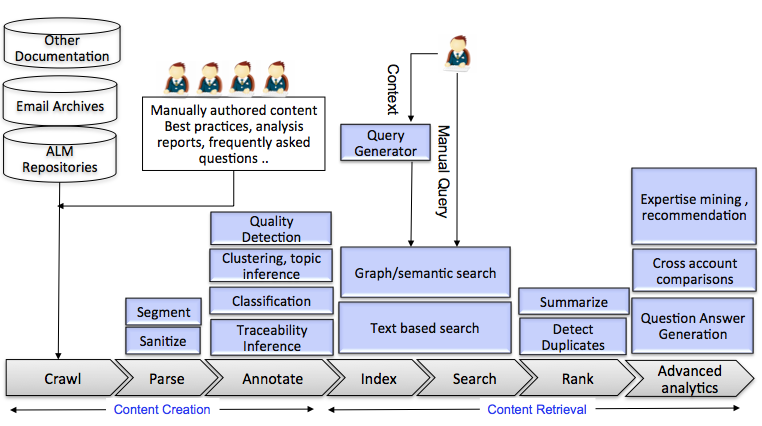 Other
Documentation
Email Archives
ALM
Repositories
Manually authored content
Best practices, analysis
reports, frequently asked
questions ..
Context
Manual Query
Query
Generator
Quality
Detection
Clustering, topic
inference
Classification
Traceability
Inference
Segment
Sanitize
Graph/semantic search
Text based search
Summarize
Detect
Duplicates
Expertise mining ,
recommendation
Cross account
comparisons
Question Answer
Generation
Crawl
Parse
Annotate
Index
Search
Rank
Advanced
analytics
Content Creation
Content Retrieval